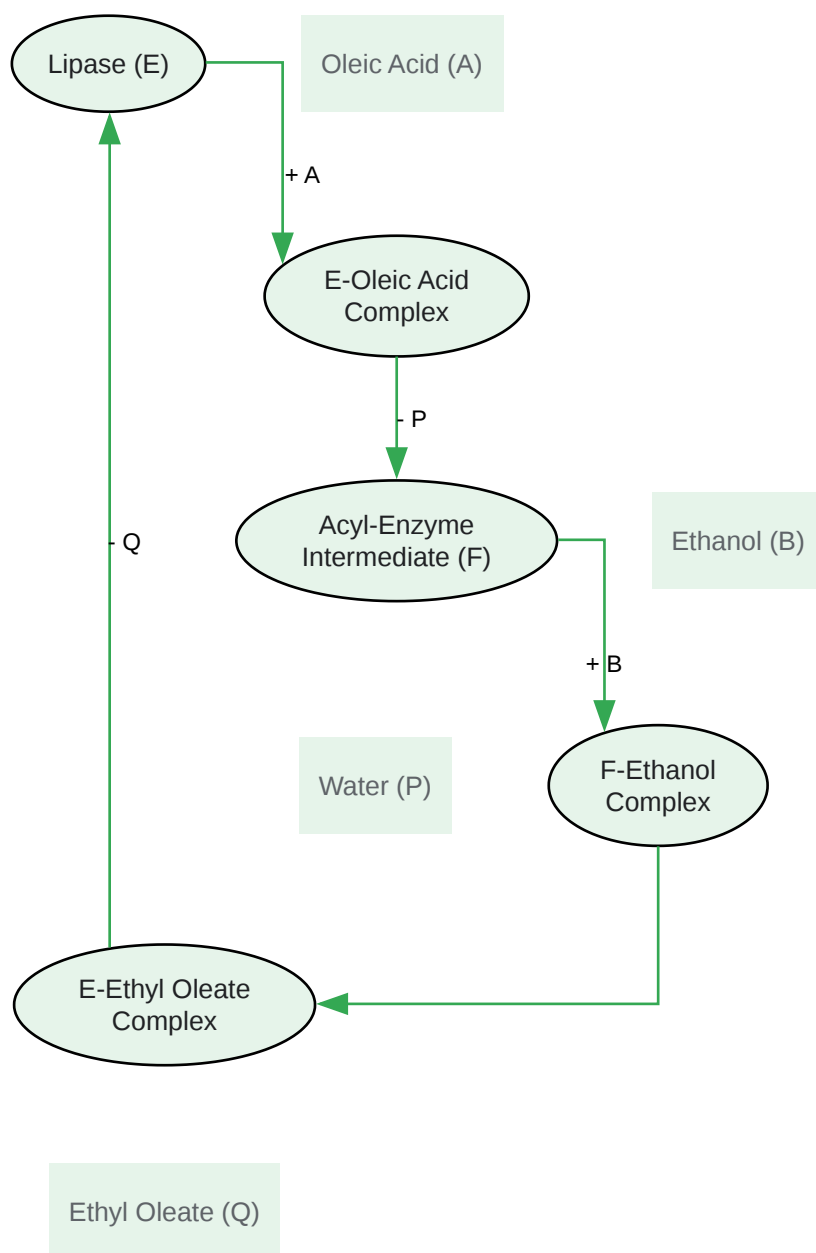 Lipase (E)
Oleic Acid (A)
+ A
E-Oleic Acid
Complex
- P
Acyl-Enzyme
Intermediate (F)
Ethanol (B)
- Q
+ B
Water (P)
F-Ethanol
Complex
E-Ethyl Oleate
Complex
Ethyl Oleate (Q)